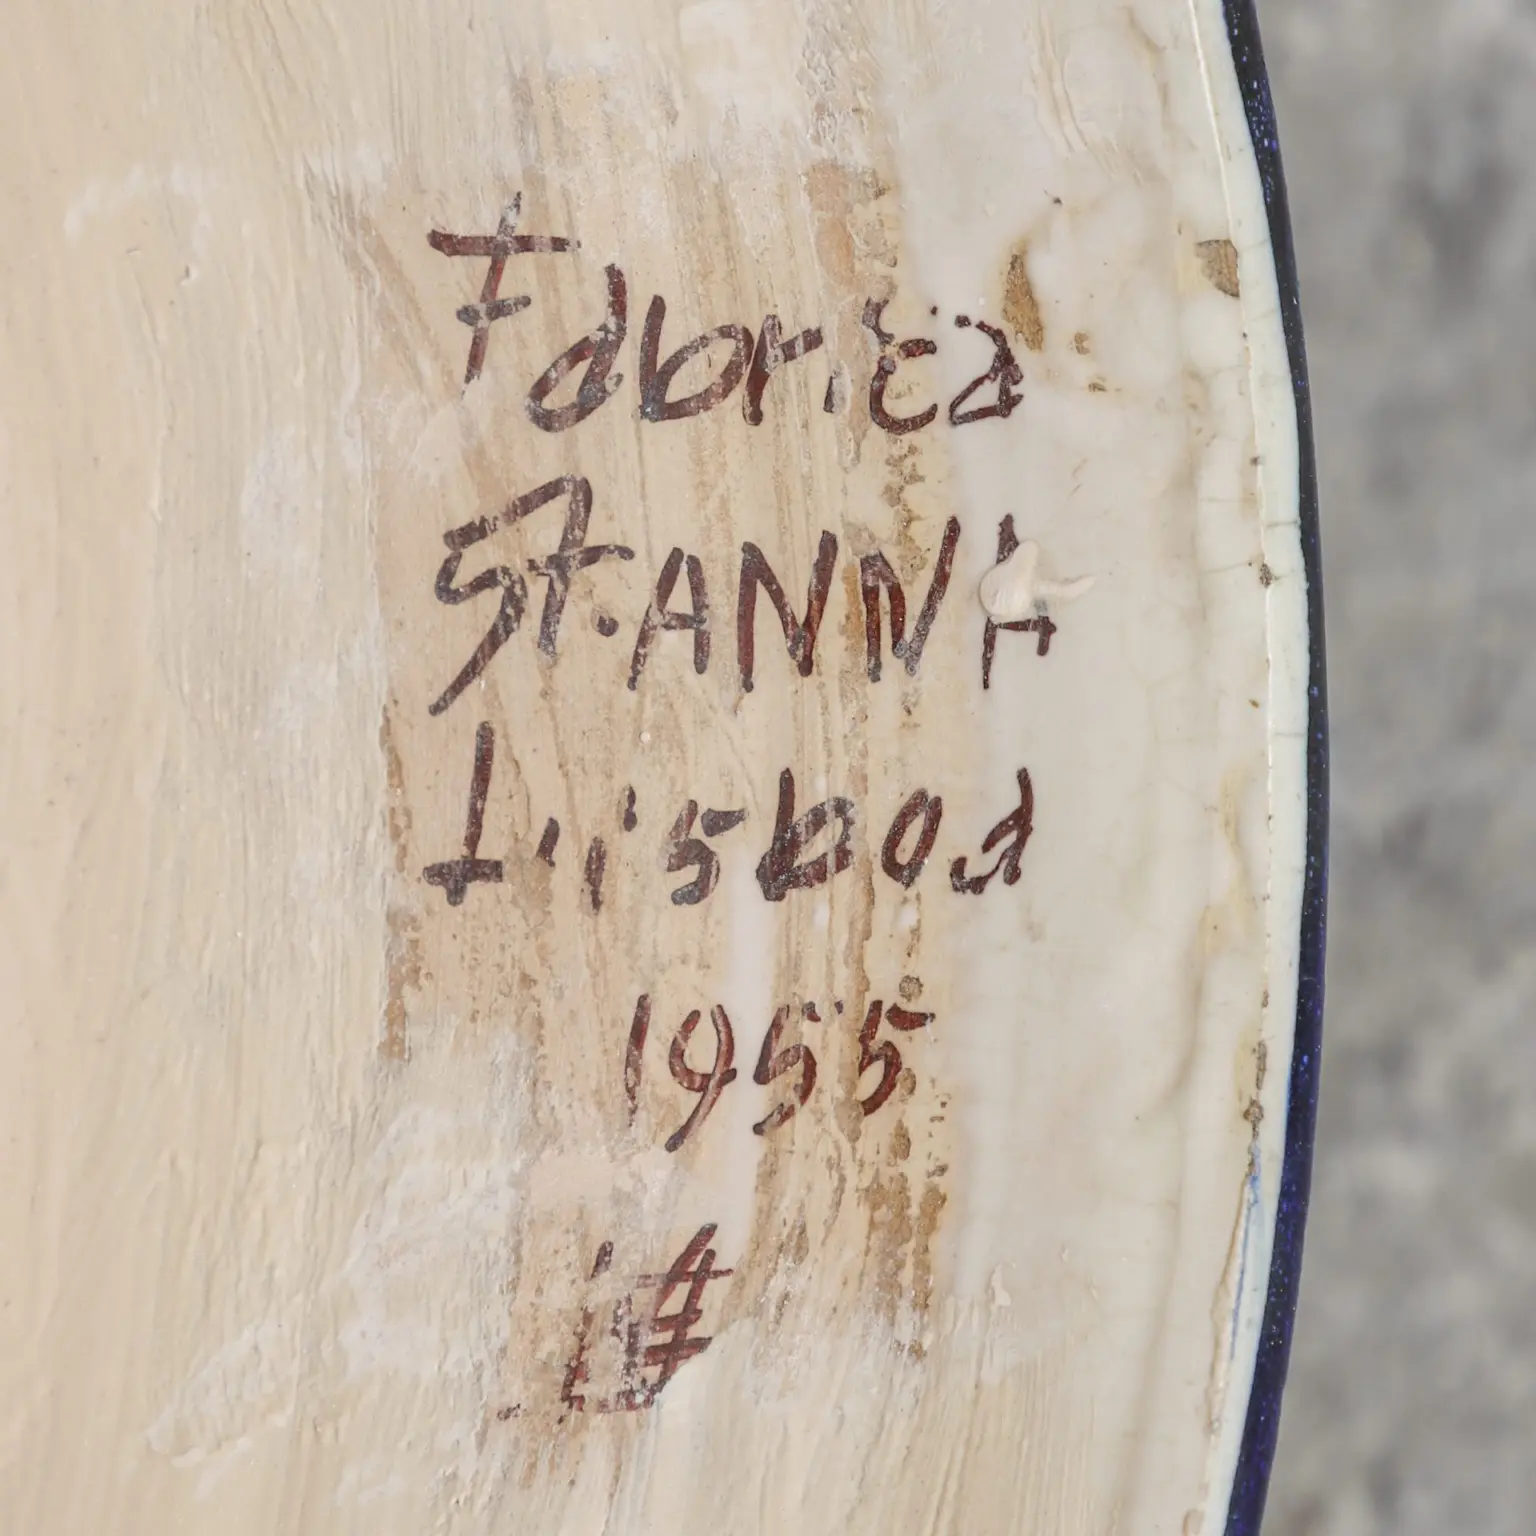 Fabrica
St. ANNA
Lisboa
1955